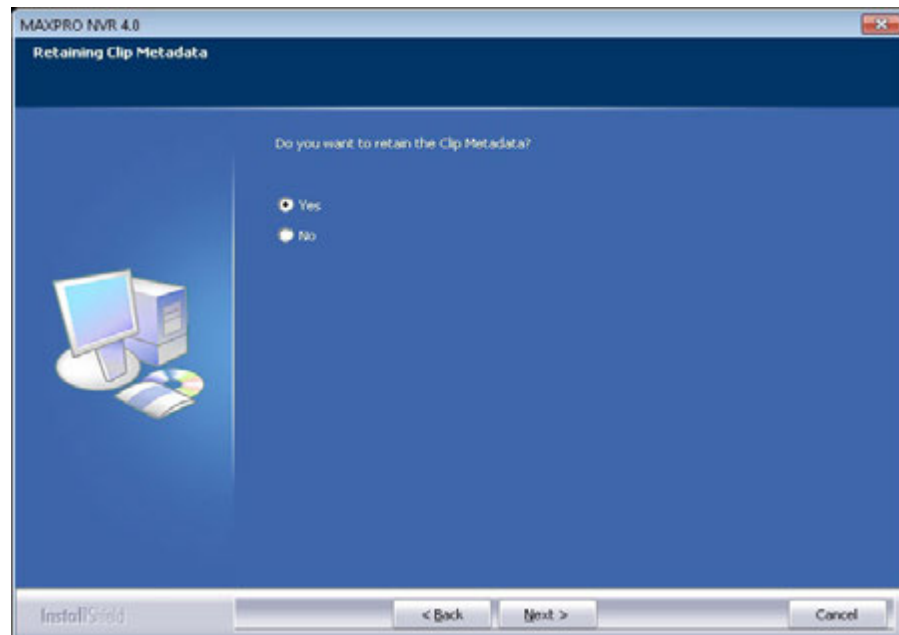 MAXPRO NVR 4.0
Retaining Clip Metadata
Do you want to retain the Clip Metadata?
Yes
No
InstallShield
< Back
Next >
Cancel